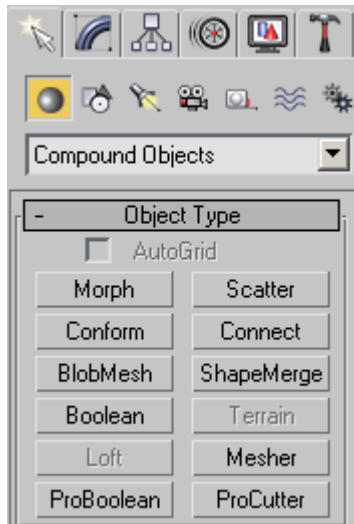 Compound Objects
- Object Type
AutoGrid
Morph Scatter
Conform Connect
BlobMesh ShapeMerge
Boolean Terrain
Loft Mesher
ProBoolean ProCutter